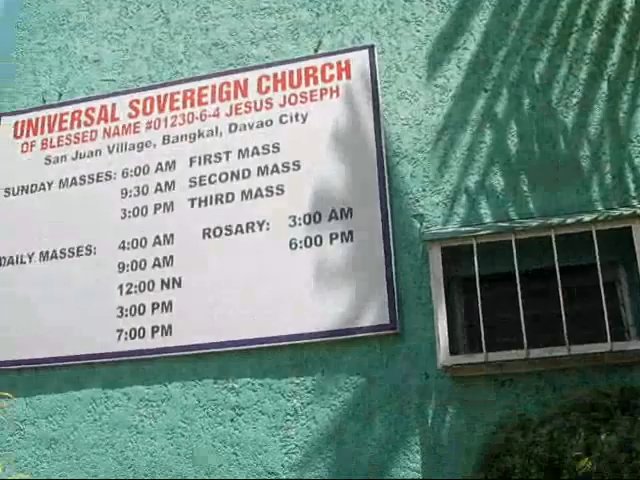 UNIVERSAL SOVEREIGN CHURCH
OF BLESSED NAME #01230-6-4 JESUS JOSEPH
San Juan Village, Bangkal, Davao City
SUNDAY MASSES: 6:00 AM FIRST MASS
9:30 AM SECOND MASS
3:00 PM THIRD MASS
DAILY MASSES: 4:00 AM ROSARY: 3:00 AM
9:00 AM 6:00 PM
12:00 NN
3:00 PM
7:00 PM